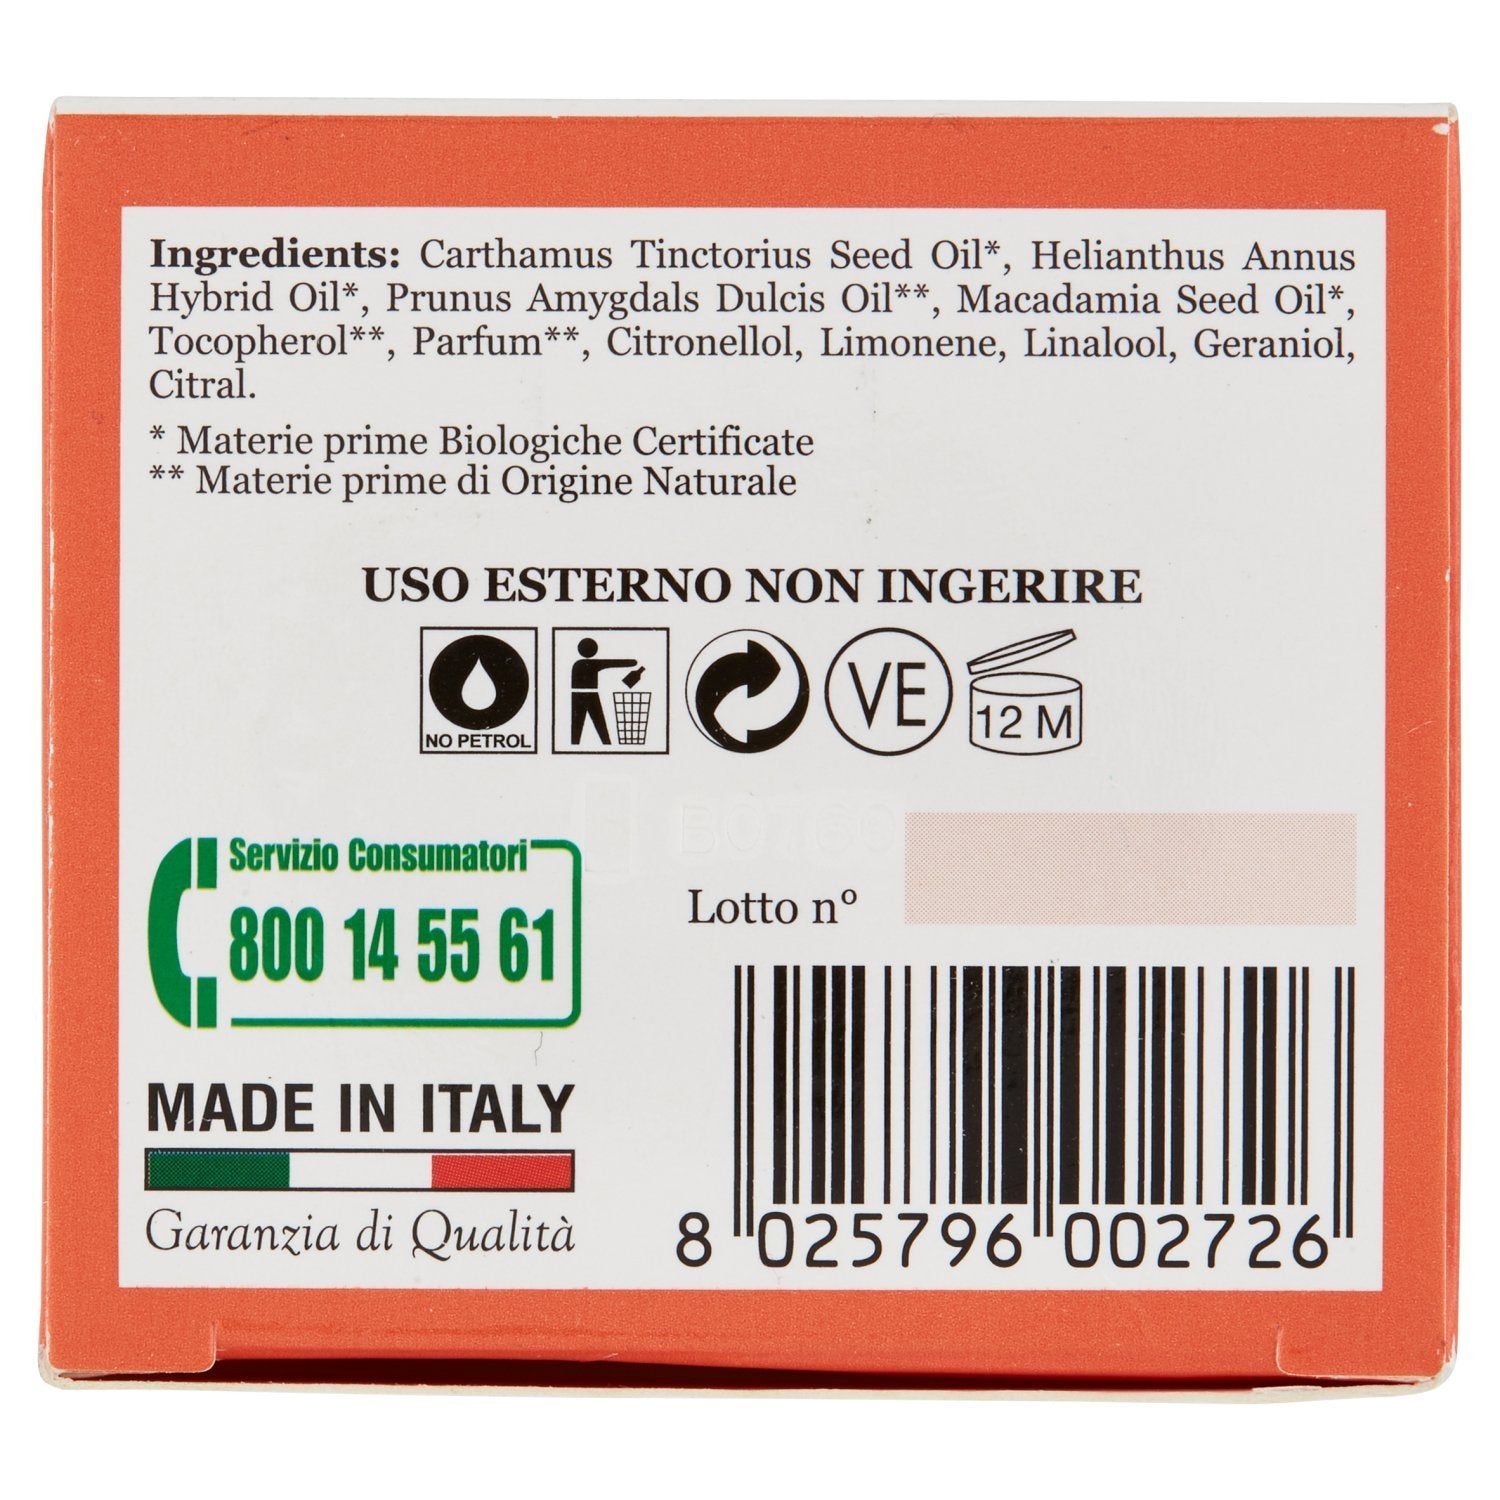 Ingredients: Carthamus Tinctorius Seed Oil*, Helianthus Annus
Hybrid Oil*, Prunus Amygdals Dulcis Oil**, Macadamia Seed Oil*,
Tocopherol**, Parfum**, Citronellol, Limonene, Linalool, Geraniol,
Citral.
* Materie prime Biologiche Certificate
** Materie prime di Origine Naturale
USO ESTERNO NON INGERIRE
NO PETROL
VE
12 M
Servizio Consumatori
800 14 55 61
Lotto nº
MADE IN ITALY
Garanzia di Qualità
8 025796 002726